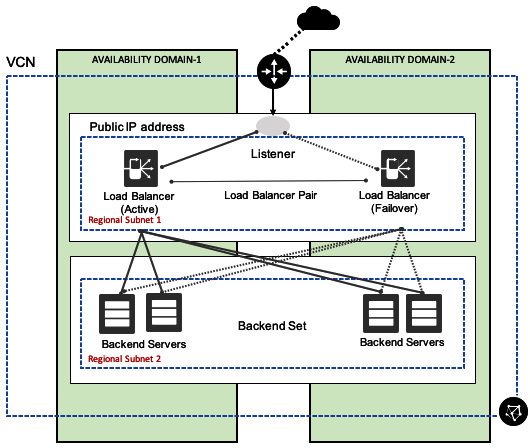 AVAILABILITY DOMAIN-1
AVAILABILITY DOMAIN-2
VCN
Public IP address
Listener
Load Balancer
(Active)
Load Balancer Pair
Load Balancer
(Failover)
Regional Subnet 1
Backend Set
Backend Servers
Backend Servers
Regional Subnet 2